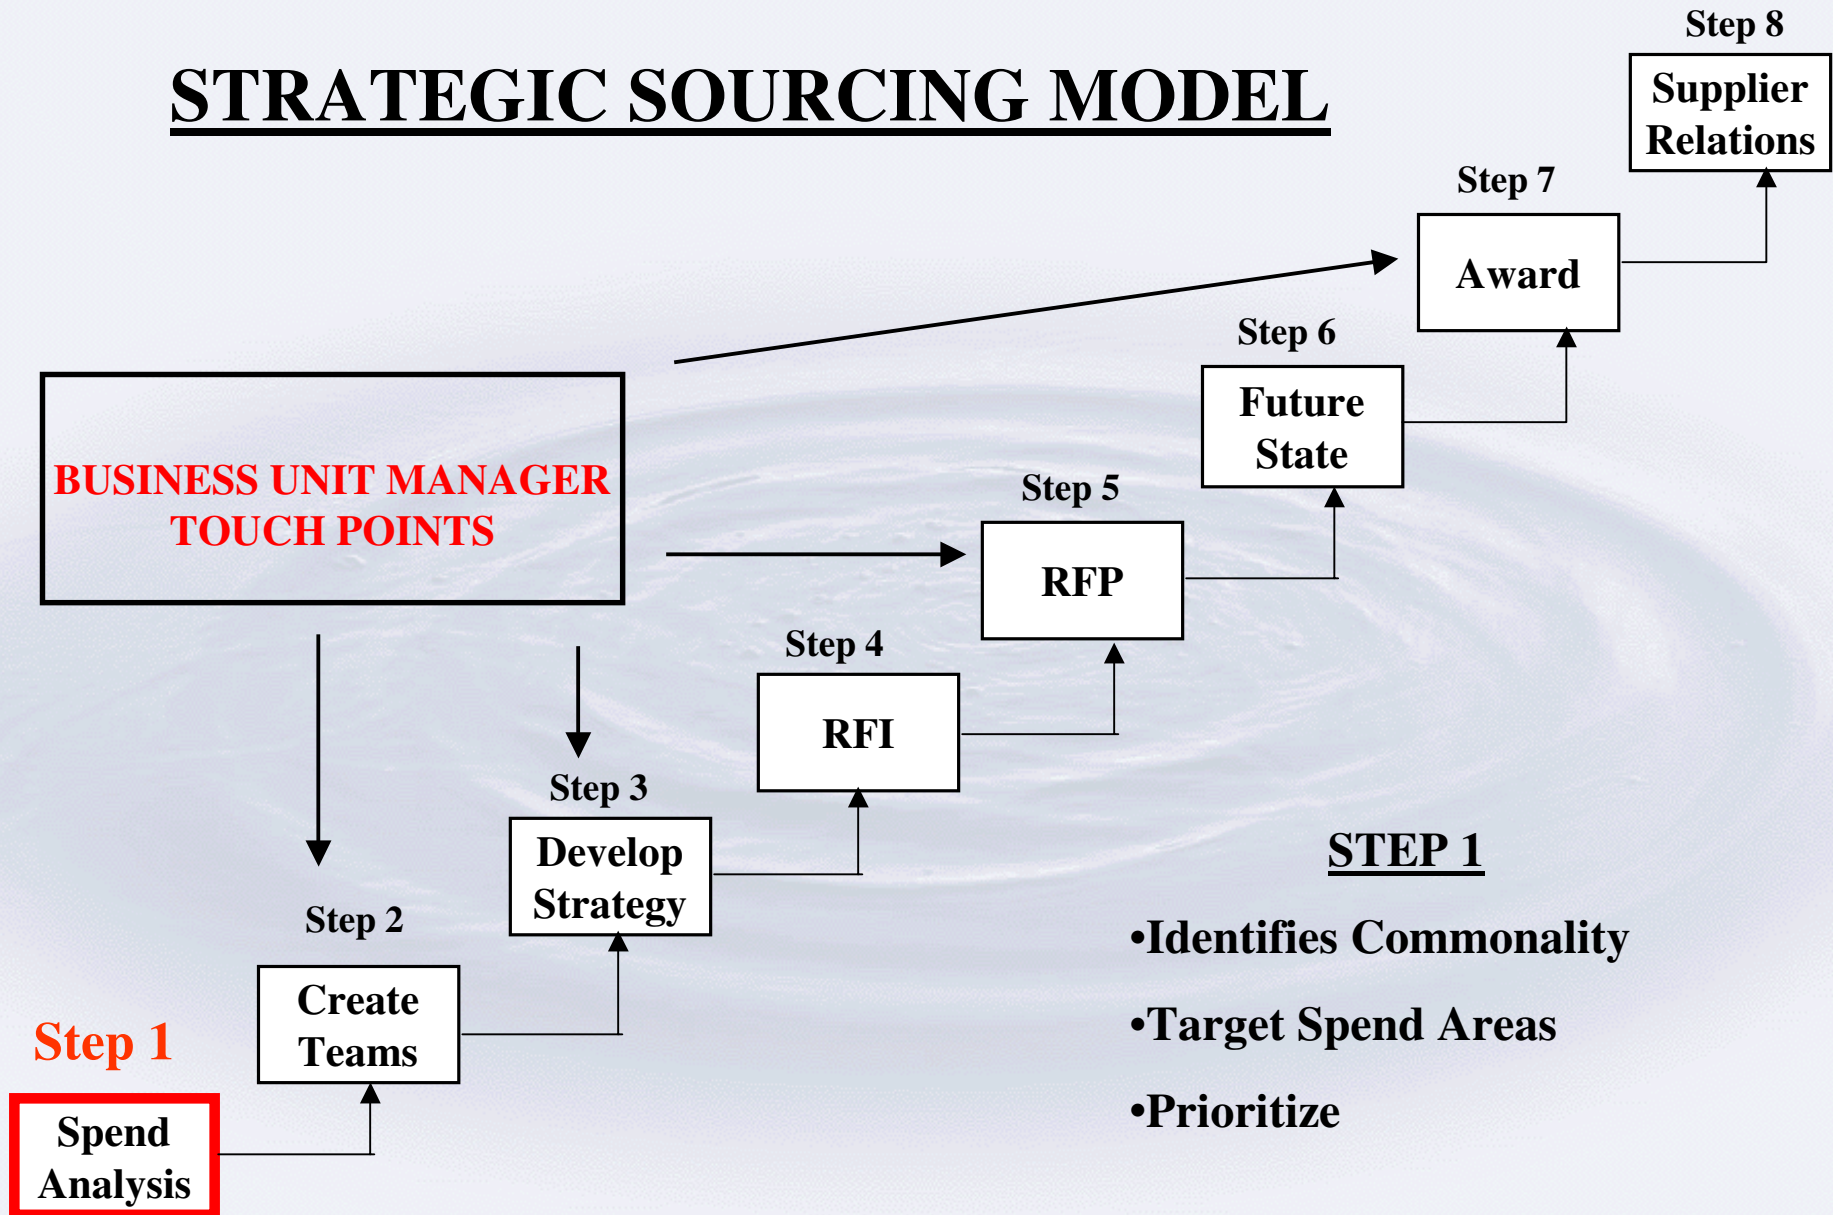 STRATEGIC SOURCING MODEL
Step 8
Supplier
Relations
Step 7
Award
Step 6
Future
State
BUSINESS UNIT MANAGER
TOUCH POINTS
Step 5
RFP
Step 4
RFI
Step 3
Develop
Strategy
Step 2
Create
Teams
Step 1
Spend
Analysis
STEP 1
•Identifies Commonality
•Target Spend Areas
•Prioritize